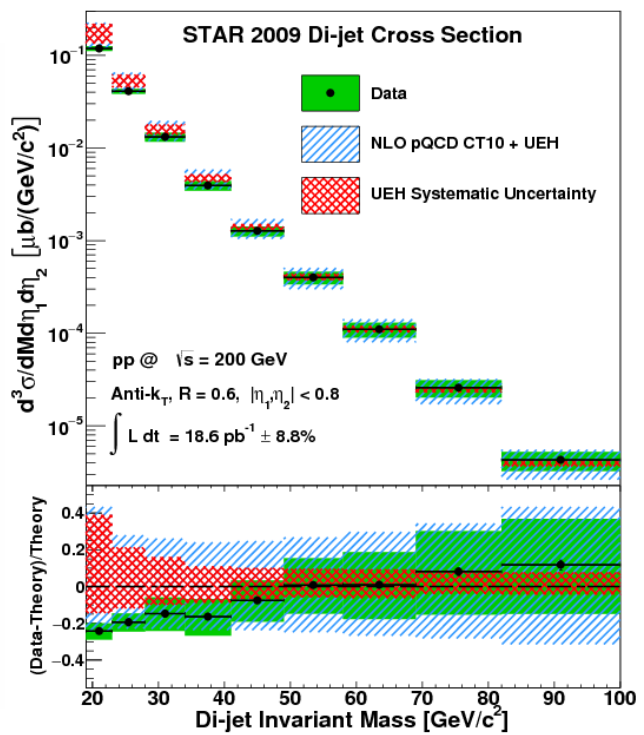 STAR 2009 Di-jet Cross Section
Data
NLO pQCD CT10 + UEH
UEH Systematic Uncertainty
d³σ/dMdη₁dη₂ [μb/(GeV/c²)]
10⁻¹
10⁻²
10⁻³
10⁻⁴
10⁻⁵
pp @ √s = 200 GeV
Anti-k_T, R = 0.6, |η₁,η₂| < 0.8
∫ L dt = 18.6 pb⁻¹ ± 8.8%
(Data-Theory)/Theory
0.4
0.2
0
-0.2
-0.4
20 30 40 50 60 70 80 90 100
Di-jet Invariant Mass [GeV/c²]